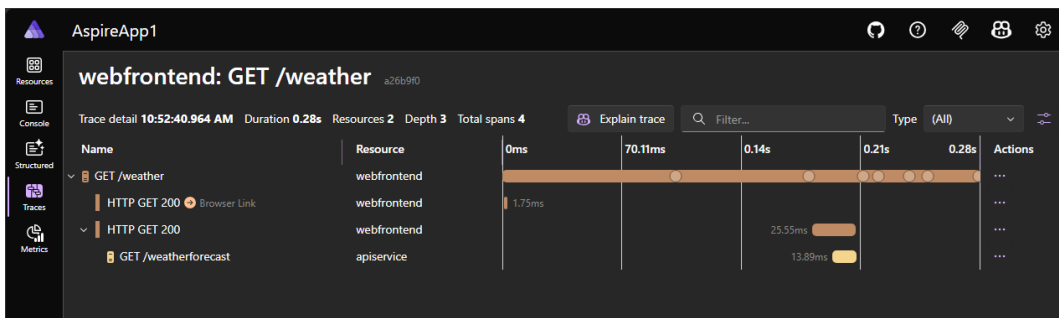 AspireApp1
Resources
Console
Structured
Traces
Metrics
webfrontend: GET /weather a26b9f0
Trace detail 10:52:40.964 AM Duration 0.28s Resources 2 Depth 3 Total spans 4 Explain trace Filter... Type (All)
Name Resource 0ms 70.11ms 0.14s 0.21s 0.28s Actions
GET /weather webfrontend ...
HTTP GET 200 Browser Link webfrontend 1.75ms ...
HTTP GET 200 webfrontend 25.55ms ...
GET /weatherforecast apiservice 13.89ms ...